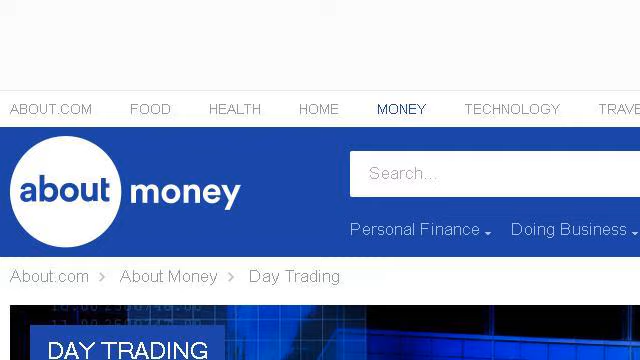 ABOUT.COM FOOD HEALTH HOME MONEY TECHNOLOGY TRAVE
about money
Search...
Personal Finance Doing Business
About.com > About Money > Day Trading
DAY TRADING